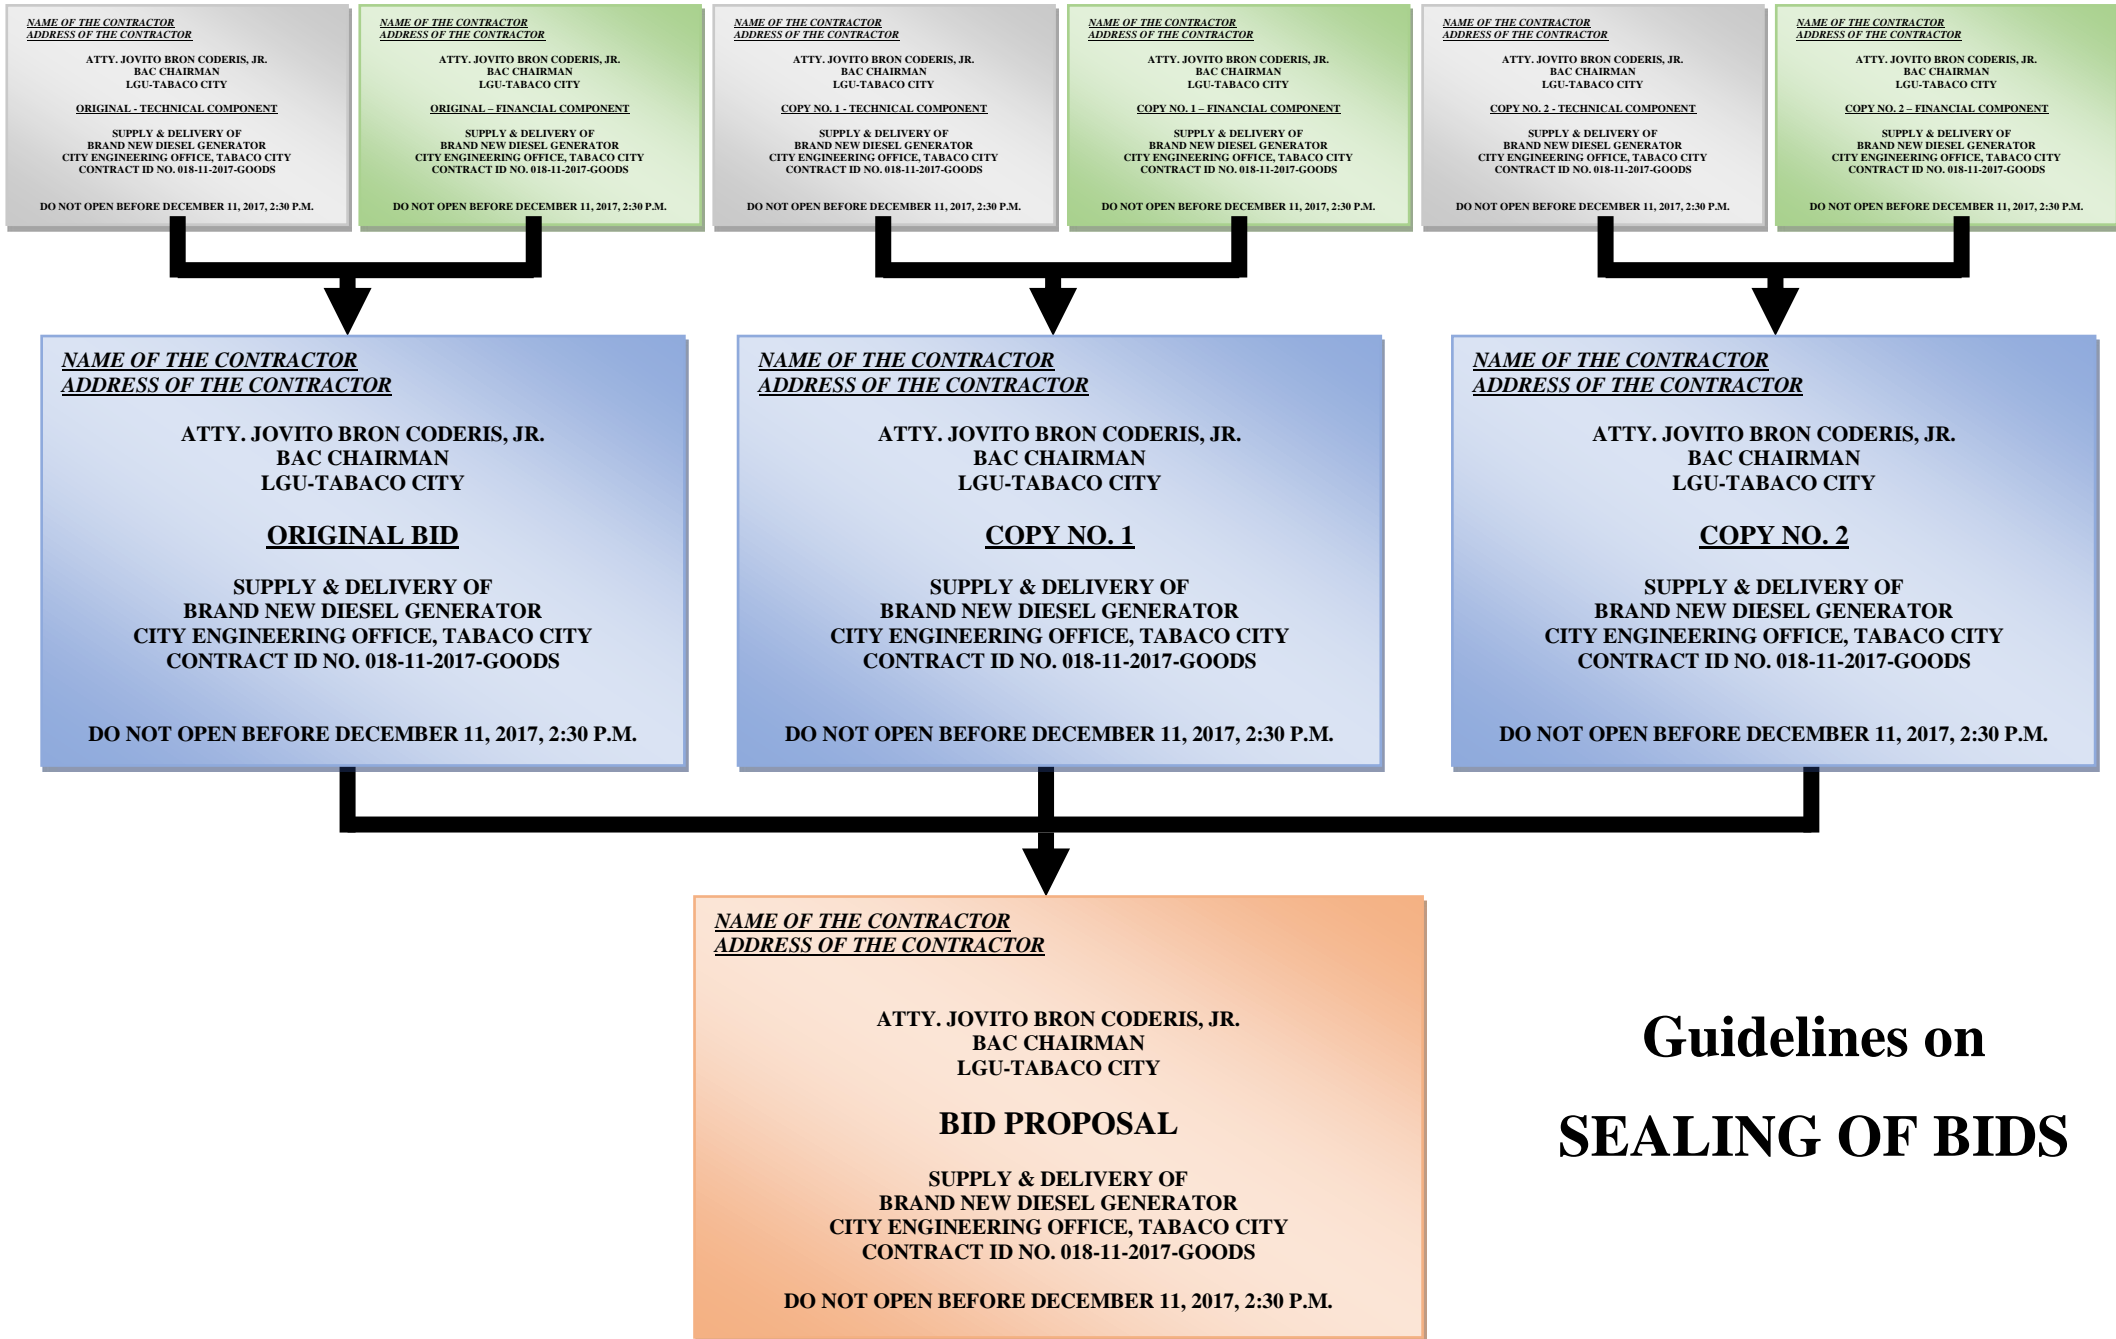 NAME OF THE CONTRACTOR
ADDRESS OF THE CONTRACTOR
ATTY. JOVITO BRON CODERIS, JR.
BAC CHAIRMAN
LGU-TABACO CITY
ORIGINAL - TECHNICAL COMPONENT
SUPPLY & DELIVERY OF
BRAND NEW DIESEL GENERATOR
CITY ENGINEERING OFFICE, TABACO CITY
CONTRACT ID NO. 018-11-2017-GOODS
DO NOT OPEN BEFORE DECEMBER 11, 2017, 2:30 P.M.
NAME OF THE CONTRACTOR
ADDRESS OF THE CONTRACTOR
ATTY. JOVITO BRON CODERIS, JR.
BAC CHAIRMAN
LGU-TABACO CITY
ORIGINAL – FINANCIAL COMPONENT
SUPPLY & DELIVERY OF
BRAND NEW DIESEL GENERATOR
CITY ENGINEERING OFFICE, TABACO CITY
CONTRACT ID NO. 018-11-2017-GOODS
DO NOT OPEN BEFORE DECEMBER 11, 2017, 2:30 P.M.
NAME OF THE CONTRACTOR
ADDRESS OF THE CONTRACTOR
ATTY. JOVITO BRON CODERIS, JR.
BAC CHAIRMAN
LGU-TABACO CITY
COPY NO. 1 - TECHNICAL COMPONENT
SUPPLY & DELIVERY OF
BRAND NEW DIESEL GENERATOR
CITY ENGINEERING OFFICE, TABACO CITY
CONTRACT ID NO. 018-11-2017-GOODS
DO NOT OPEN BEFORE DECEMBER 11, 2017, 2:30 P.M.
NAME OF THE CONTRACTOR
ADDRESS OF THE CONTRACTOR
ATTY. JOVITO BRON CODERIS, JR.
BAC CHAIRMAN
LGU-TABACO CITY
COPY NO. 1 – FINANCIAL COMPONENT
SUPPLY & DELIVERY OF
BRAND NEW DIESEL GENERATOR
CITY ENGINEERING OFFICE, TABACO CITY
CONTRACT ID NO. 018-11-2017-GOODS
DO NOT OPEN BEFORE DECEMBER 11, 2017, 2:30 P.M.
NAME OF THE CONTRACTOR
ADDRESS OF THE CONTRACTOR
ATTY. JOVITO BRON CODERIS, JR.
BAC CHAIRMAN
LGU-TABACO CITY
COPY NO. 2 - TECHNICAL COMPONENT
SUPPLY & DELIVERY OF
BRAND NEW DIESEL GENERATOR
CITY ENGINEERING OFFICE, TABACO CITY
CONTRACT ID NO. 018-11-2017-GOODS
DO NOT OPEN BEFORE DECEMBER 11, 2017, 2:30 P.M.
NAME OF THE CONTRACTOR
ADDRESS OF THE CONTRACTOR
ATTY. JOVITO BRON CODERIS, JR.
BAC CHAIRMAN
LGU-TABACO CITY
COPY NO. 2 – FINANCIAL COMPONENT
SUPPLY & DELIVERY OF
BRAND NEW DIESEL GENERATOR
CITY ENGINEERING OFFICE, TABACO CITY
CONTRACT ID NO. 018-11-2017-GOODS
DO NOT OPEN BEFORE DECEMBER 11, 2017, 2:30 P.M.
NAME OF THE CONTRACTOR
ADDRESS OF THE CONTRACTOR
ATTY. JOVITO BRON CODERIS, JR.
BAC CHAIRMAN
LGU-TABACO CITY
ORIGINAL BID
SUPPLY & DELIVERY OF
BRAND NEW DIESEL GENERATOR
CITY ENGINEERING OFFICE, TABACO CITY
CONTRACT ID NO. 018-11-2017-GOODS
DO NOT OPEN BEFORE DECEMBER 11, 2017, 2:30 P.M.
NAME OF THE CONTRACTOR
ADDRESS OF THE CONTRACTOR
ATTY. JOVITO BRON CODERIS, JR.
BAC CHAIRMAN
LGU-TABACO CITY
COPY NO. 1
SUPPLY & DELIVERY OF
BRAND NEW DIESEL GENERATOR
CITY ENGINEERING OFFICE, TABACO CITY
CONTRACT ID NO. 018-11-2017-GOODS
DO NOT OPEN BEFORE DECEMBER 11, 2017, 2:30 P.M.
NAME OF THE CONTRACTOR
ADDRESS OF THE CONTRACTOR
ATTY. JOVITO BRON CODERIS, JR.
BAC CHAIRMAN
LGU-TABACO CITY
COPY NO. 2
SUPPLY & DELIVERY OF
BRAND NEW DIESEL GENERATOR
CITY ENGINEERING OFFICE, TABACO CITY
CONTRACT ID NO. 018-11-2017-GOODS
DO NOT OPEN BEFORE DECEMBER 11, 2017, 2:30 P.M.
NAME OF THE CONTRACTOR
ADDRESS OF THE CONTRACTOR
ATTY. JOVITO BRON CODERIS, JR.
BAC CHAIRMAN
LGU-TABACO CITY
BID PROPOSAL
SUPPLY & DELIVERY OF
BRAND NEW DIESEL GENERATOR
CITY ENGINEERING OFFICE, TABACO CITY
CONTRACT ID NO. 018-11-2017-GOODS
DO NOT OPEN BEFORE DECEMBER 11, 2017, 2:30 P.M.
Guidelines on
SEALING OF BIDS